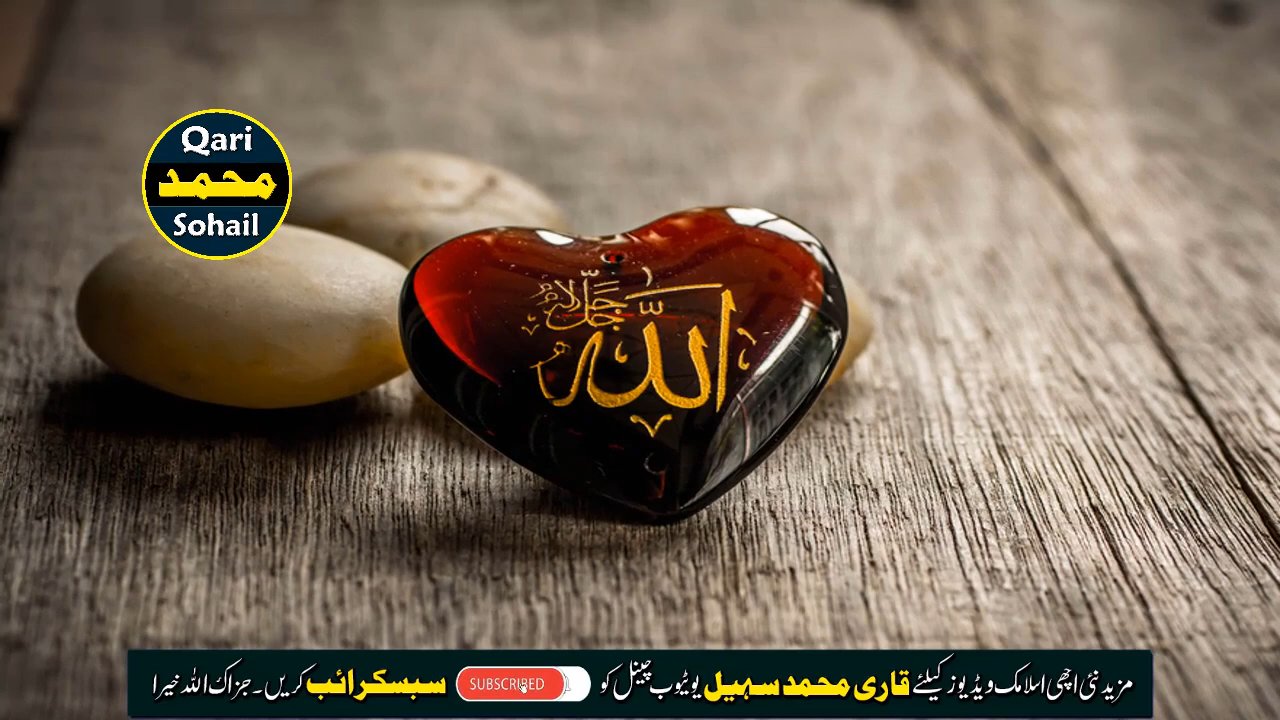 Qari
محمد
Sohail
الله جل جلالہ
مزید نئی اچھی اسلامک ویڈیوز کیلئے قاری محمد سہیل یوٹیوب چینل کو SUBSCRIBED سبسکرائب کریں۔ جزاک اللہ خیرا